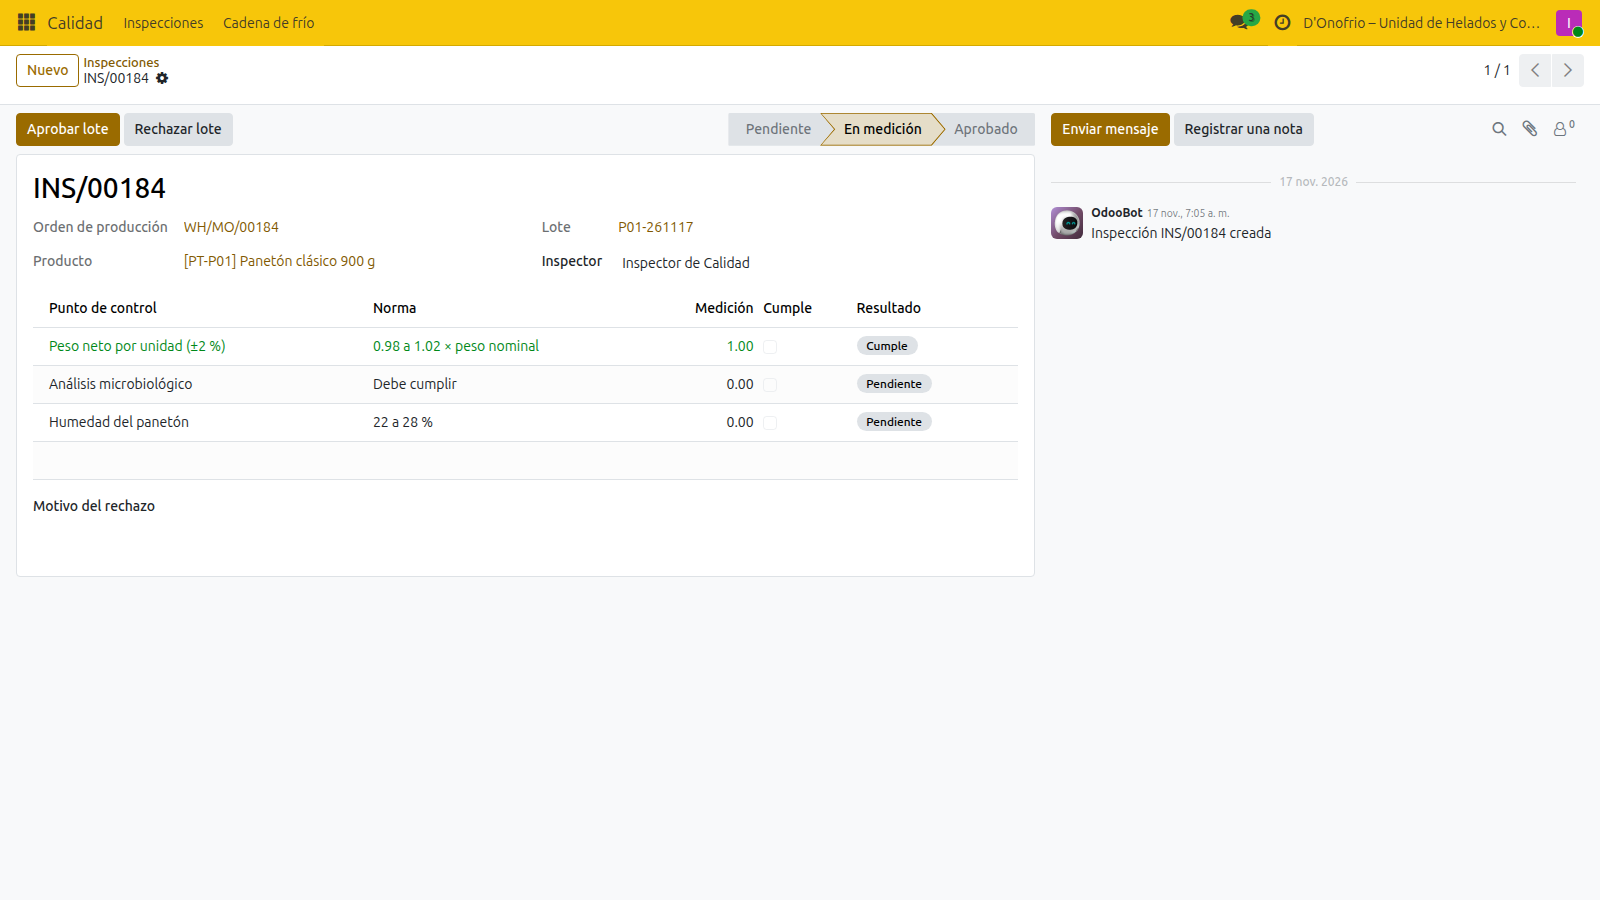 Calidad Inspecciones Cadena de frío 3 D'Onofrio – Unidad de Helados y Co... I
Nuevo Inspecciones
INS/00184 1 / 1
Aprobar lote Rechazar lote Pendiente En medición Aprobado Enviar mensaje Registrar una nota 0
INS/00184
17 nov. 2026
Orden de producción WH/MO/00184 Lote P01-261117
OdooBot 17 nov., 7:05 a. m.
Inspección INS/00184 creada
Producto [PT-P01] Panetón clásico 900 g Inspector Inspector de Calidad
Punto de control Norma Medición Cumple Resultado
Peso neto por unidad (±2 %) 0.98 a 1.02 × peso nominal 1.00 Cumple
Análisis microbiológico Debe cumplir 0.00 Pendiente
Humedad del panetón 22 a 28 % 0.00 Pendiente
Motivo del rechazo